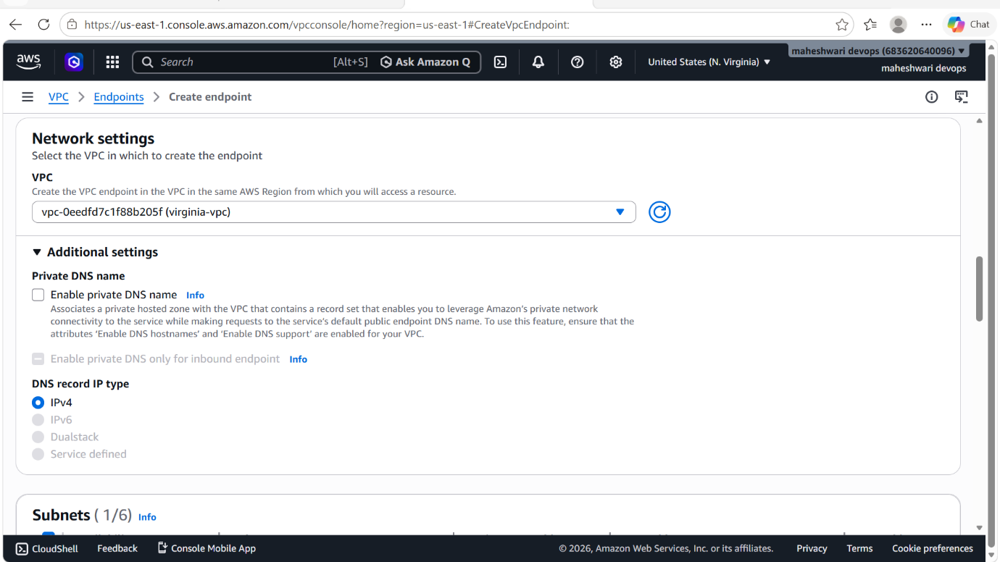 https://us-east-1.console.aws.amazon.com/vpcconsole/home?region=us-east-1#CreateVpcEndpoint:
Chat
aws
Search
[Alt+S]
Ask Amazon Q
United States (N. Virginia)
maheshwari devops (683620640096)
maheshwari devops
VPC
Endpoints
Create endpoint
Network settings
Select the VPC in which to create the endpoint
VPC
Create the VPC endpoint in the VPC in the same AWS Region from which you will access a resource.
vpc-0eedfd7c1f88b205f (virginia-vpc)
Additional settings
Private DNS name
Enable private DNS name Info
Associates a private hosted zone with the VPC that contains a record set that enables you to leverage Amazon’s private network
connectivity to the service while making requests to the service’s default public endpoint DNS name. To use this feature, ensure that the
attributes ‘Enable DNS hostnames’ and ‘Enable DNS support’ are enabled for your VPC.
Enable private DNS only for inbound endpoint Info
DNS record IP type
IPv4
IPv6
Dualstack
Service defined
Subnets ( 1/6) Info
CloudShell
Feedback
Console Mobile App
© 2026, Amazon Web Services, Inc. or its affiliates.
Privacy
Terms
Cookie preferences